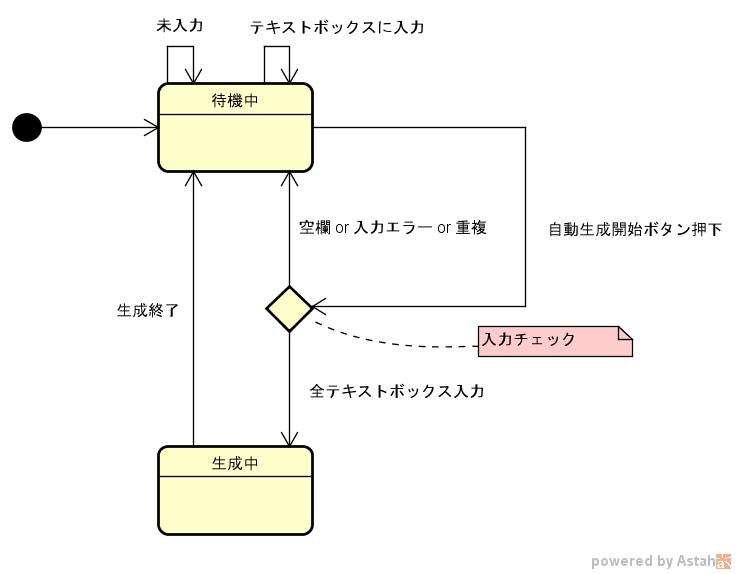 未入力
テキストボックスに入力
待機中
空欄 or 入力エラー or 重複
自動生成開始ボタン押下
生成終了
入力チェック
全テキストボックス入力
生成中
powered by Astah